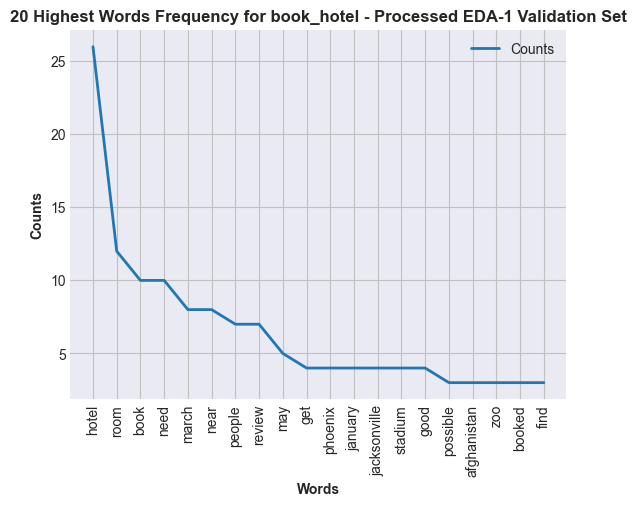 20 Highest Words Frequency for book_hotel - Processed EDA-1 Validation Set
Counts
Counts
25
20
15
10
5
hotel
room
book
need
march
near
people
review
may
get
phoenix
january
jacksonville
stadium
good
possible
afghanistan
zoo
booked
find
Words